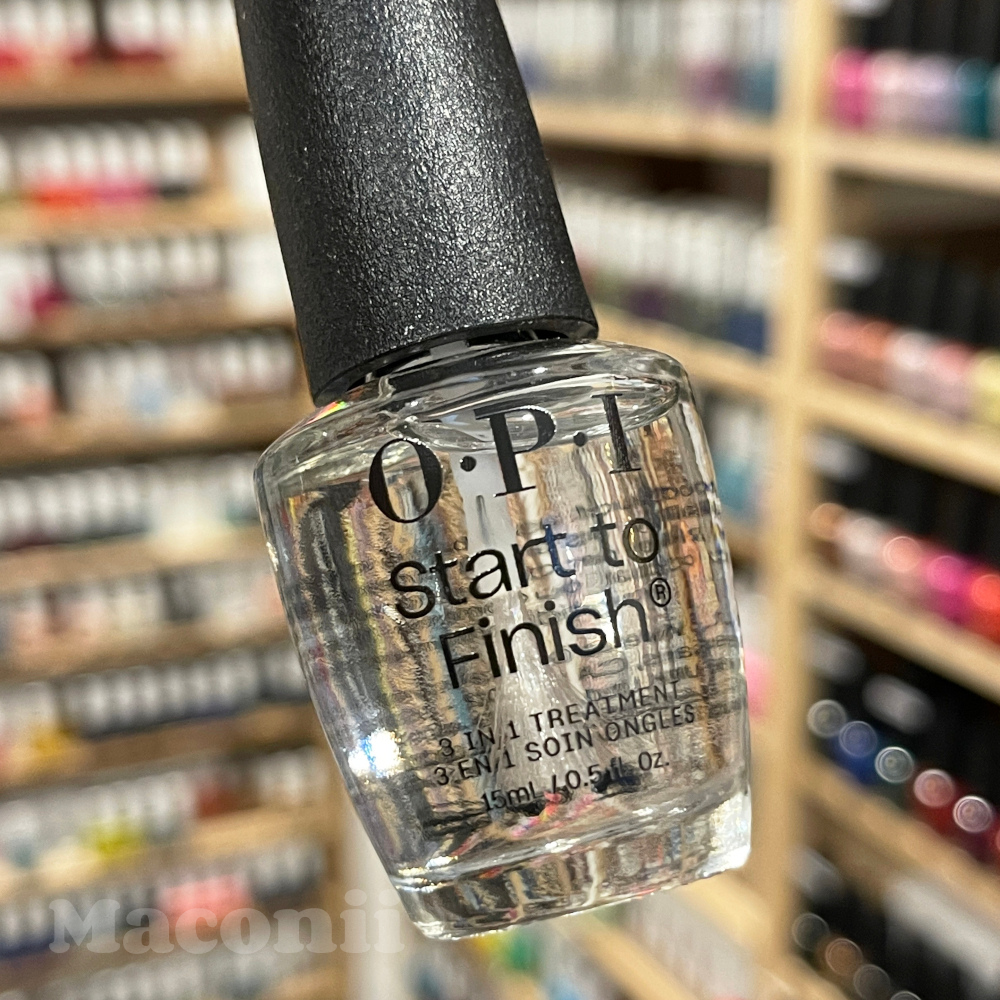 O·P·I
start to
Finish®
3 IN 1 TREATMENT
3 EN 1 SOIN ONGLES
15mL / 0.5 fl. Oz.
Maconii